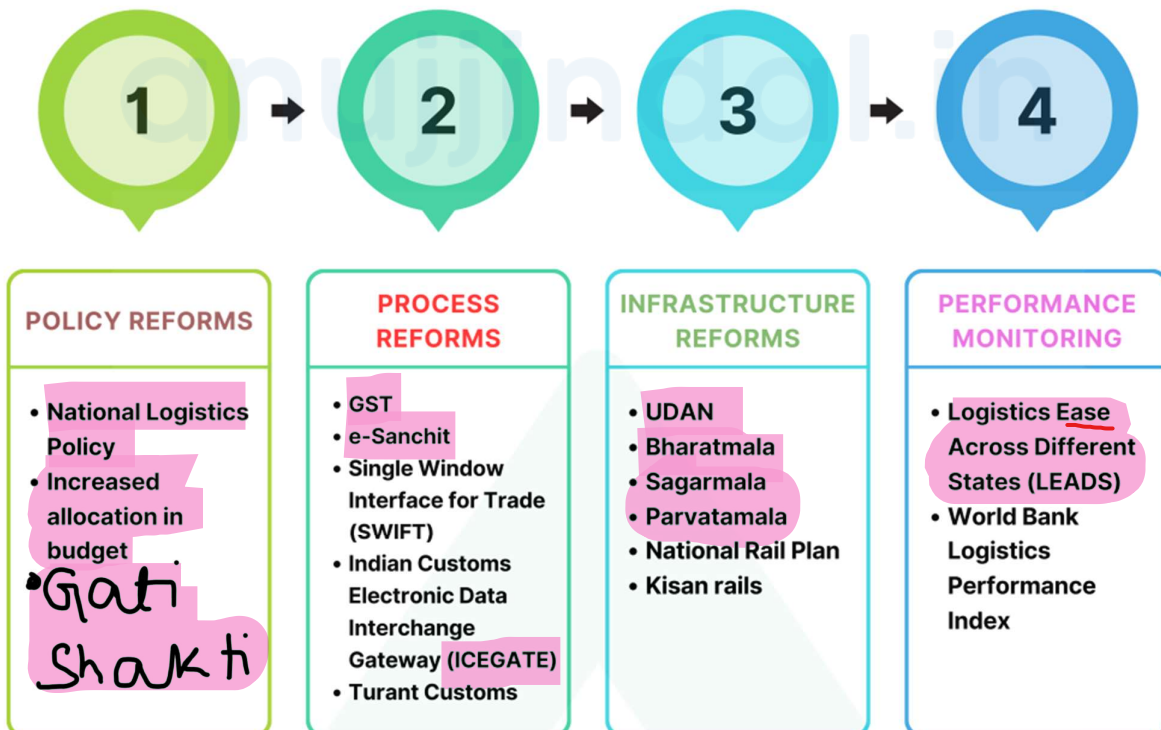 anujjindal.in
1
2
3
4
POLICY REFORMS
• National Logistics
Policy
• Increased
allocation in
budget
• Gati
Shakti
PROCESS
REFORMS
• GST
• e-Sanchit
• Single Window
Interface for Trade
(SWIFT)
• Indian Customs
Electronic Data
Interchange
Gateway (ICEGATE)
• Turant Customs
INFRASTRUCTURE
REFORMS
• UDAN
• Bharatmala
• Sagarmala
• Parvatamala
• National Rail Plan
• Kisan rails
PERFORMANCE
MONITORING
• Logistics Ease
Across Different
States (LEADS)
• World Bank
Logistics
Performance
Index